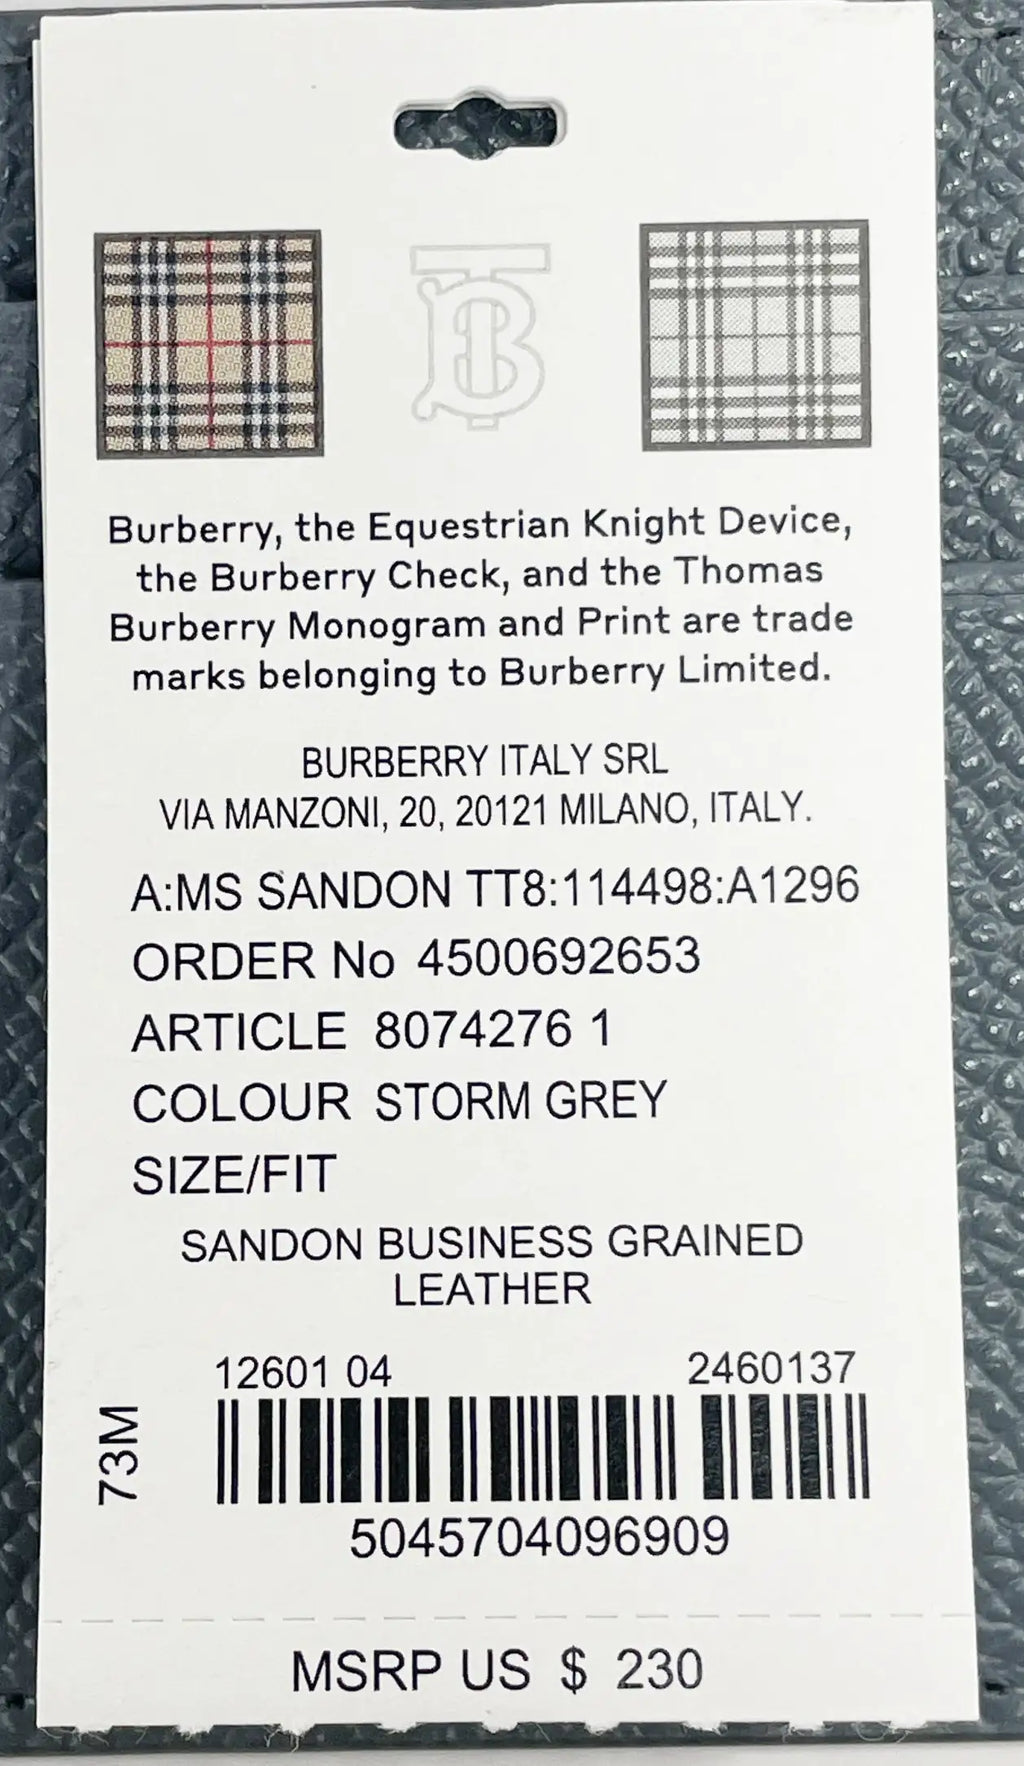 Burberry, the Equestrian Knight Device,
the Burberry Check, and the Thomas
Burberry Monogram and Print are trade
marks belonging to Burberry Limited.
BURBERRY ITALY SRL
VIA MANZONI, 20, 20121 MILANO, ITALY.
A:MS SANDON TT8:114498:A1296
ORDER No 4500692653
ARTICLE 8074276 1
COLOUR STORM GREY
SIZE/FIT
SANDON BUSINESS GRAINED
LEATHER
12601 04 2460137
73M
5045704096909
MSRP US $ 230